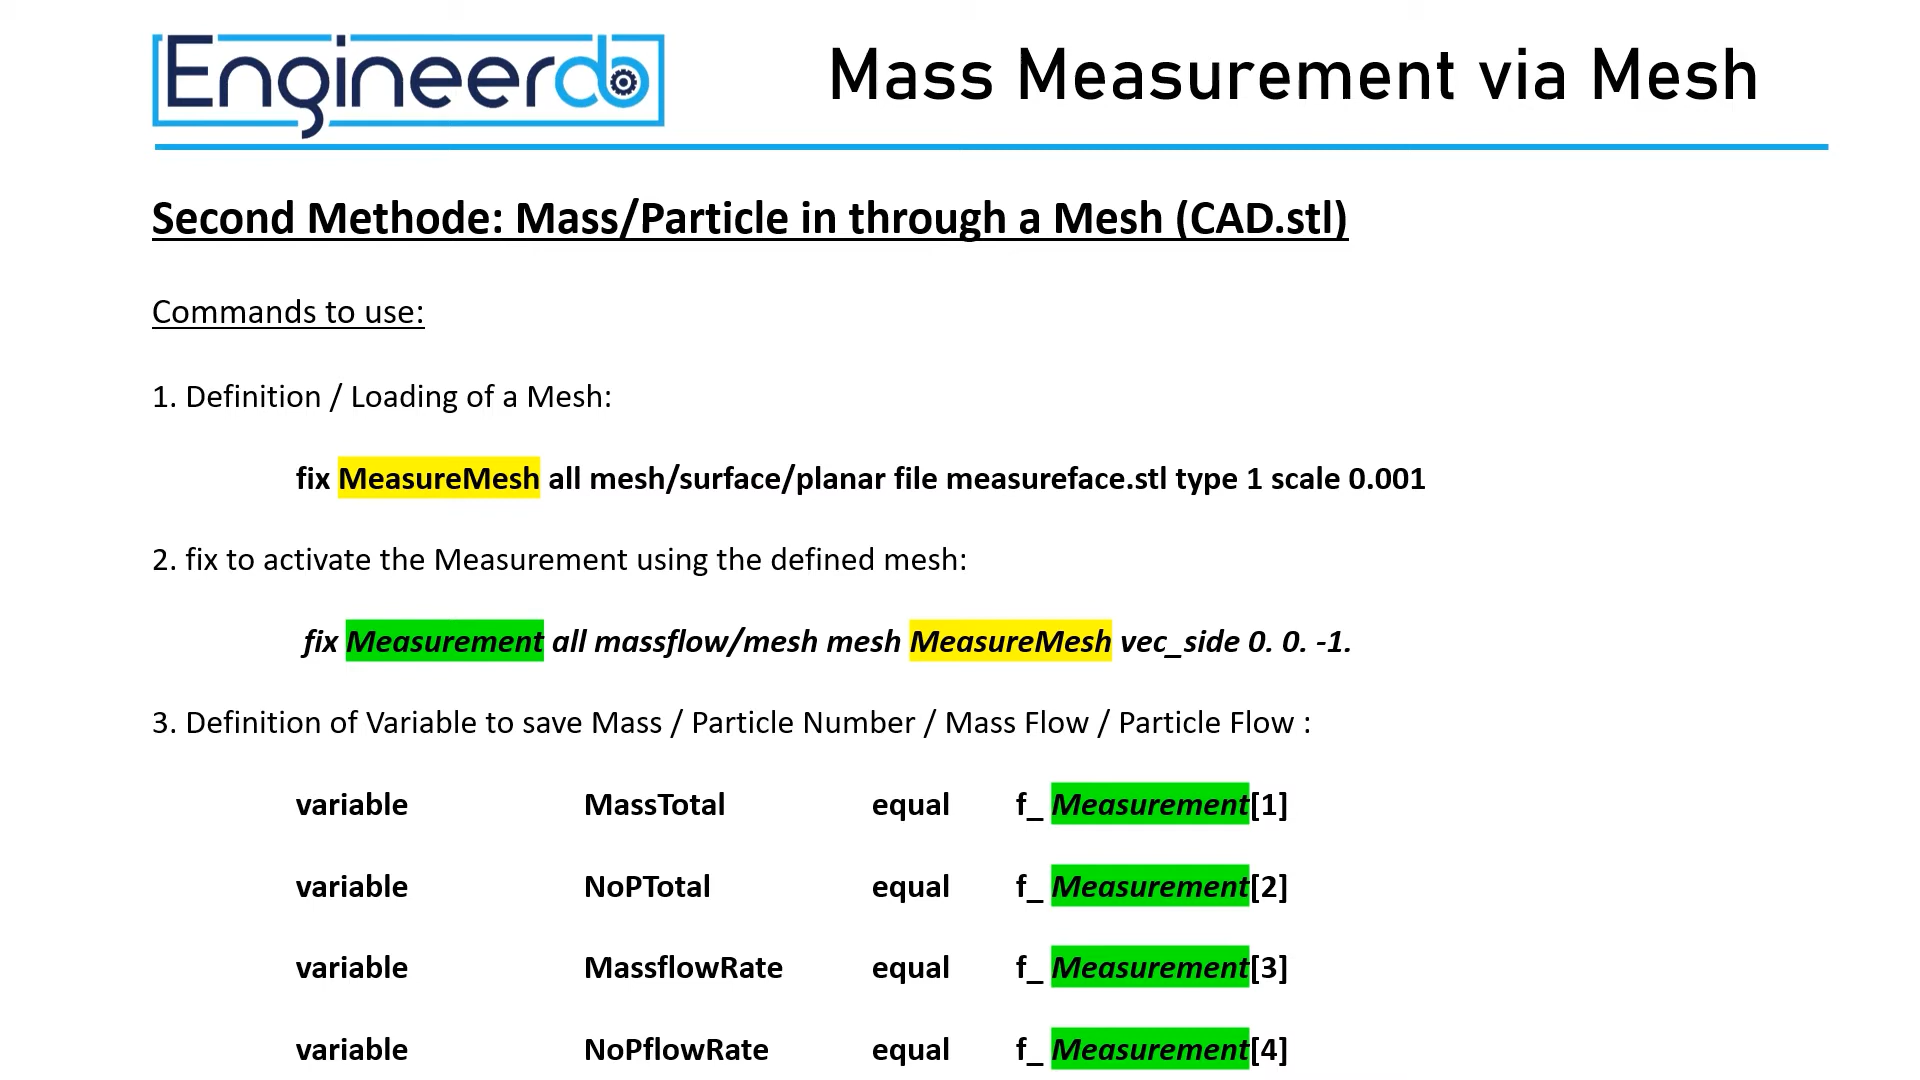 Engineerdo
Mass Measurement via Mesh
Second Methode: Mass/Particle in through a Mesh (CAD.stl)
Commands to use:
1. Definition / Loading of a Mesh:
fix MeasureMesh all mesh/surface/planar file measureface.stl type 1 scale 0.001
2. fix to activate the Measurement using the defined mesh:
fix Measurement all massflow/mesh mesh MeasureMesh vec_side 0. 0. -1.
3. Definition of Variable to save Mass / Particle Number / Mass Flow / Particle Flow :
variable MassTotal equal f_ Measurement[1]
variable NoPTotal equal f_ Measurement[2]
variable MassflowRate equal f_ Measurement[3]
variable NoPflowRate equal f_ Measurement[4]